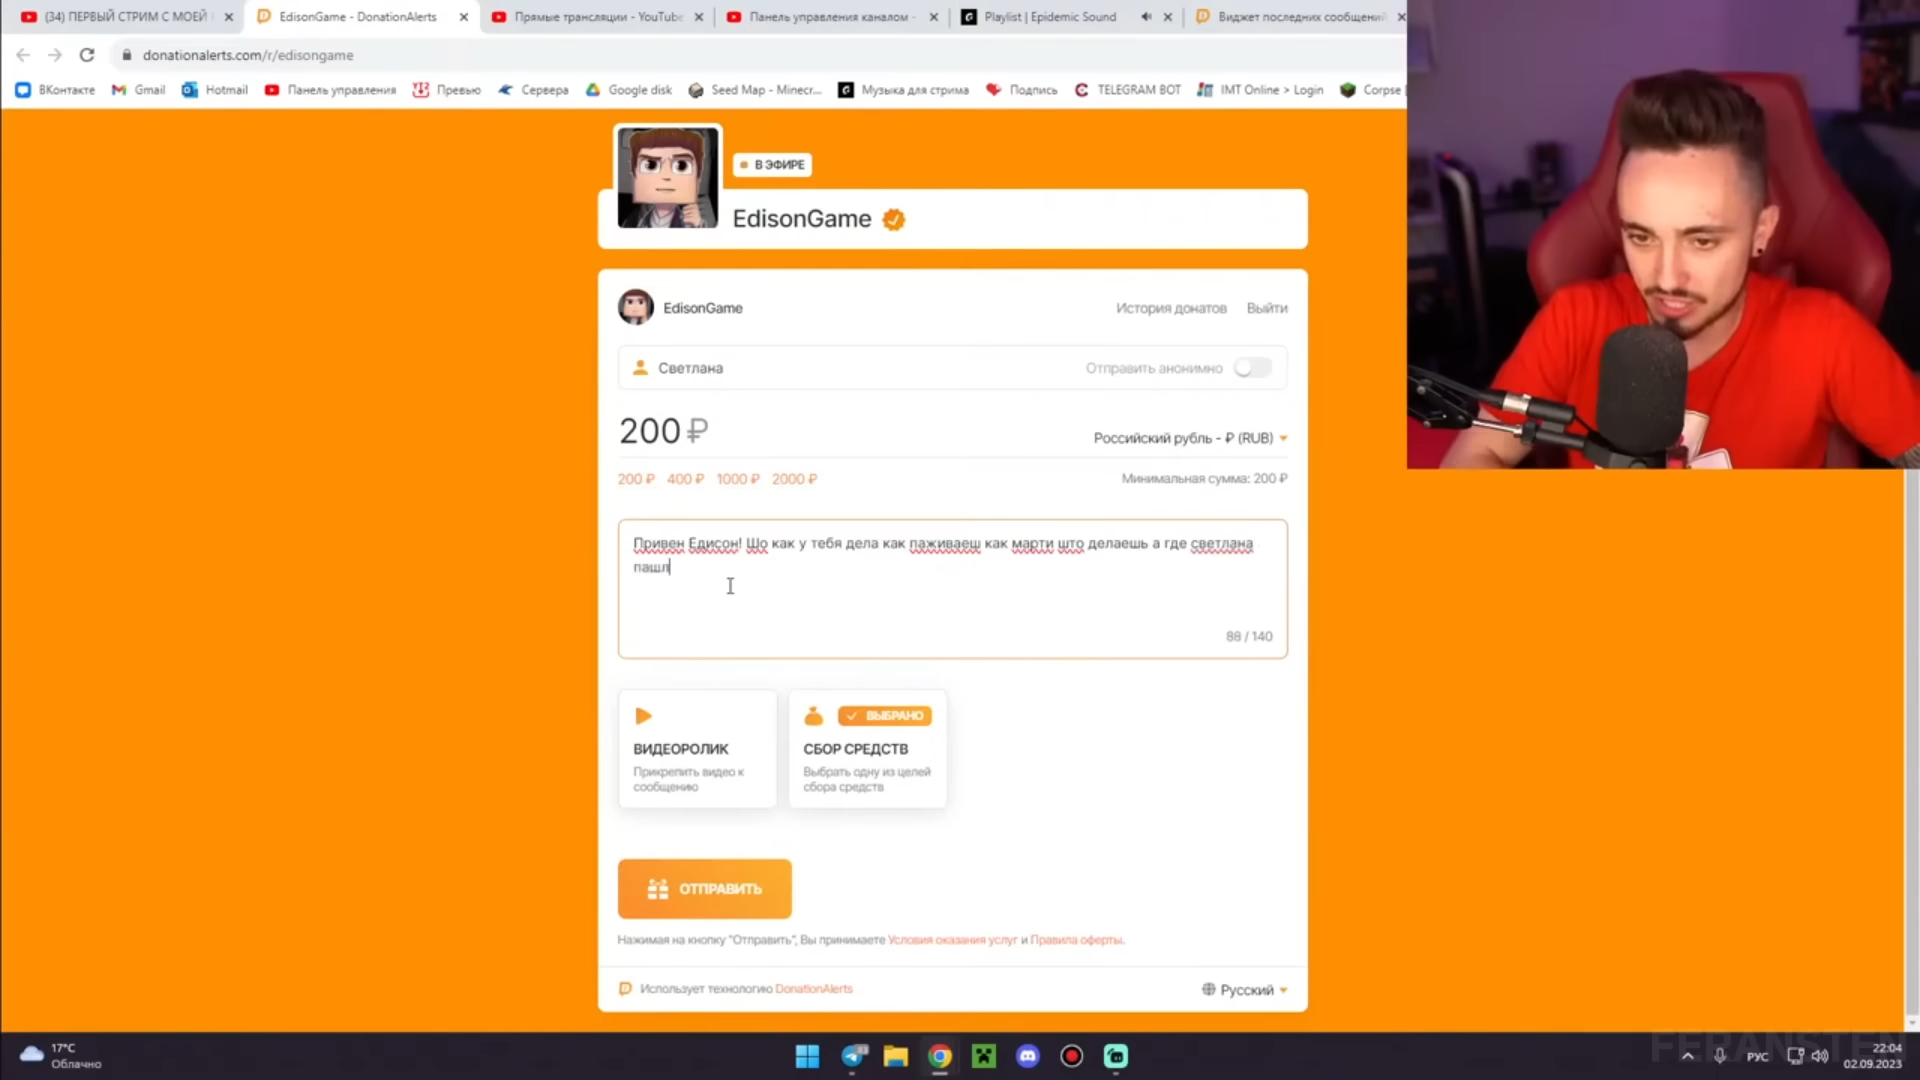 (34) ПЕРВЫЙ СТРИМ С МОЕЙ
EdisonGame - DonationAlerts
Прямые трансляции - YouTube
Панель управления каналом -
Playlist | Epidemic Sound
Виджет последних сообщений
donationalerts.com/r/edisongame
ВКонтакте
Gmail
Hotmail
Панель управления
Превью
Сервера
Google disk
Seed Map - Minecr...
Музыка для стрима
Подпись
TELEGRAM BOT
IMT Online > Login
Corpse
В ЭФИРЕ
EdisonGame
EdisonGame
История донатов Выйти
Светлана
Отправить анонимно
200 ₽
Российский рубль - ₽ (RUB)
200 ₽ 400 ₽ 1000 ₽ 2000 ₽
Минимальная сумма: 200 ₽
Привен Едисон! Шо как у тебя дела как паживаеш как марти што делаешь а где светлана
пашл
88 / 140
ВИДЕОРОЛИК
Прикрепить видео к
сообщению
ВЫБРАНО
СБОР СРЕДСТВ
Выбрать одну из целей
сбора средств
ОТПРАВИТЬ
Нажимая на кнопку "Отправить", Вы принимаете Условия оказания услуг и Правила оферты.
Использует технологию DonationAlerts
Русский
FERANSTEN
17°C
Облачно
РУС
22:04
02.09.2023